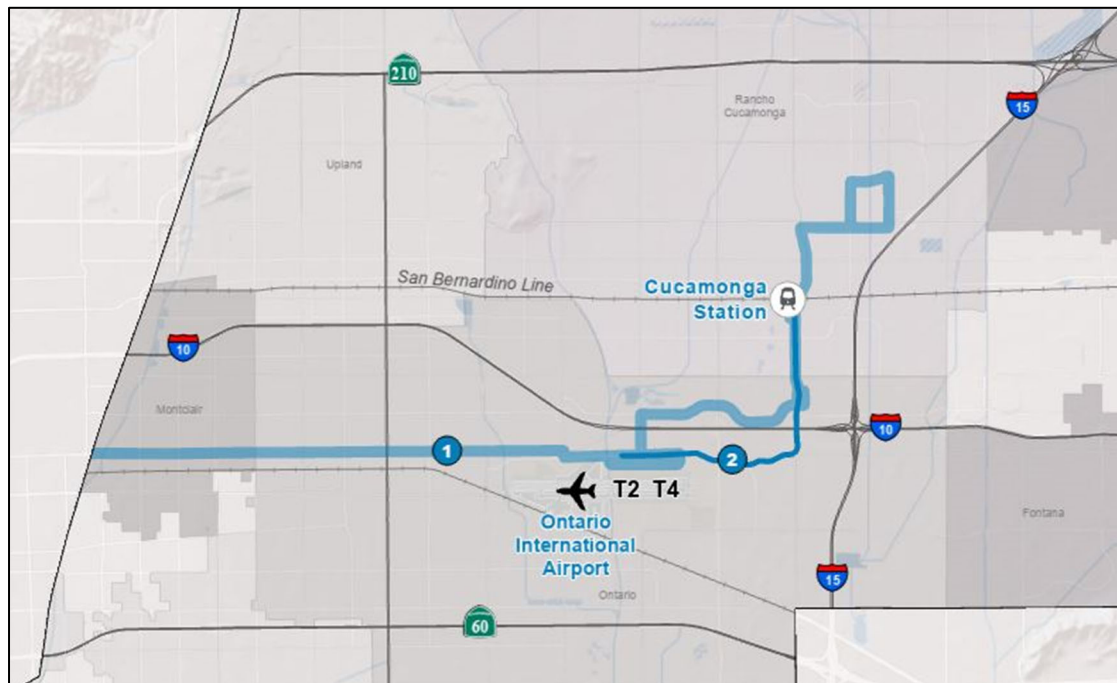 210
15
Rancho
Cucamonga
Upland
San Bernardino Line
Cucamonga
Station
10
Montclair
10
1
2
T2 T4
Ontario
International
Airport
Fontana
15
Ontario
60